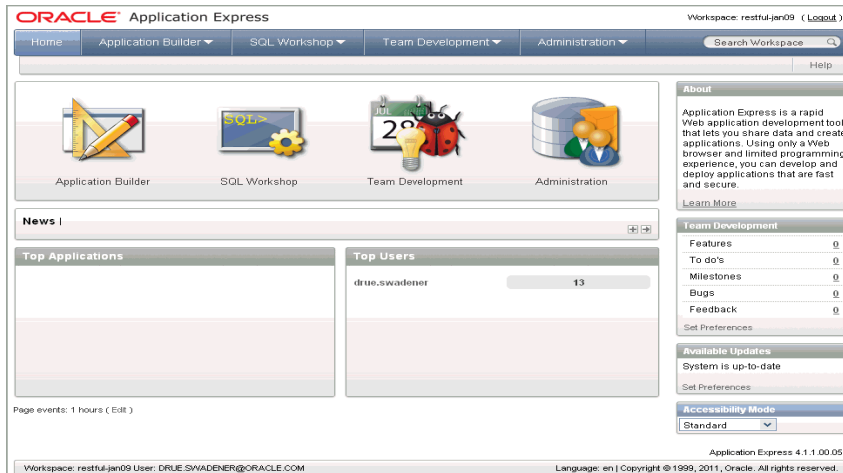 ORACLE Application Express
Workspace: restful-jan09 ( Logout )
Home Application Builder SQL Workshop Team Development Administration
Search Workspace
Help
SQL>
JUL
28
Application Builder SQL Workshop Team Development Administration
News |
Top Applications
Top Users
drue.swadener 13
Page events: 1 hours ( Edit )
About
Application Express is a rapid
Web application development tool
that lets you share data and create
applications. Using only a Web
browser and limited programming
experience, you can develop and
deploy applications that are fast
and secure.
Learn More
Team Development
Features 0
To do's 0
Milestones 0
Bugs 0
Feedback 0
Set Preferences
Available Updates
System is up-to-date
Set Preferences
Accessibility Mode
Standard
Application Express 4.1.1.00.05
Workspace: restful-jan09 User: DRUE.SWADENER@ORACLE.COM
Language: en | Copyright © 1999, 2011, Oracle. All rights reserved.